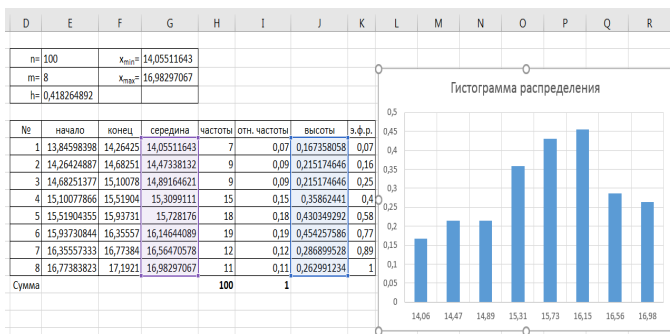 D E F G H I J K L M N O P Q R
n= 100 xmin= 14,05511643
m= 8 xmax= 16,98297067
h= 0,418264892
№ начало конец середина частоты отн. частоты высоты э.ф.р.
1 13,84598398 14,26425 14,05511643 7 0,07 0,167358058 0,07
2 14,26424887 14,68251 14,47338132 9 0,09 0,215174646 0,16
3 14,68251377 15,10078 14,89164621 9 0,09 0,215174646 0,25
4 15,10077866 15,51904 15,3099111 15 0,15 0,35862441 0,4
5 15,51904355 15,93731 15,728176 18 0,18 0,430349292 0,58
6 15,93730844 16,35557 16,14644089 19 0,19 0,454257586 0,77
7 16,35557333 16,77384 16,56470578 12 0,12 0,286899528 0,89
8 16,77383823 17,1921 16,98297067 11 0,11 0,262991234 1
Сумма 100 1
Гистограмма распределения
0,5
0,45
0,4
0,35
0,3
0,25
0,2
0,15
0,1
0,05
0
14,06 14,47 14,89 15,31 15,73 16,15 16,56 16,98